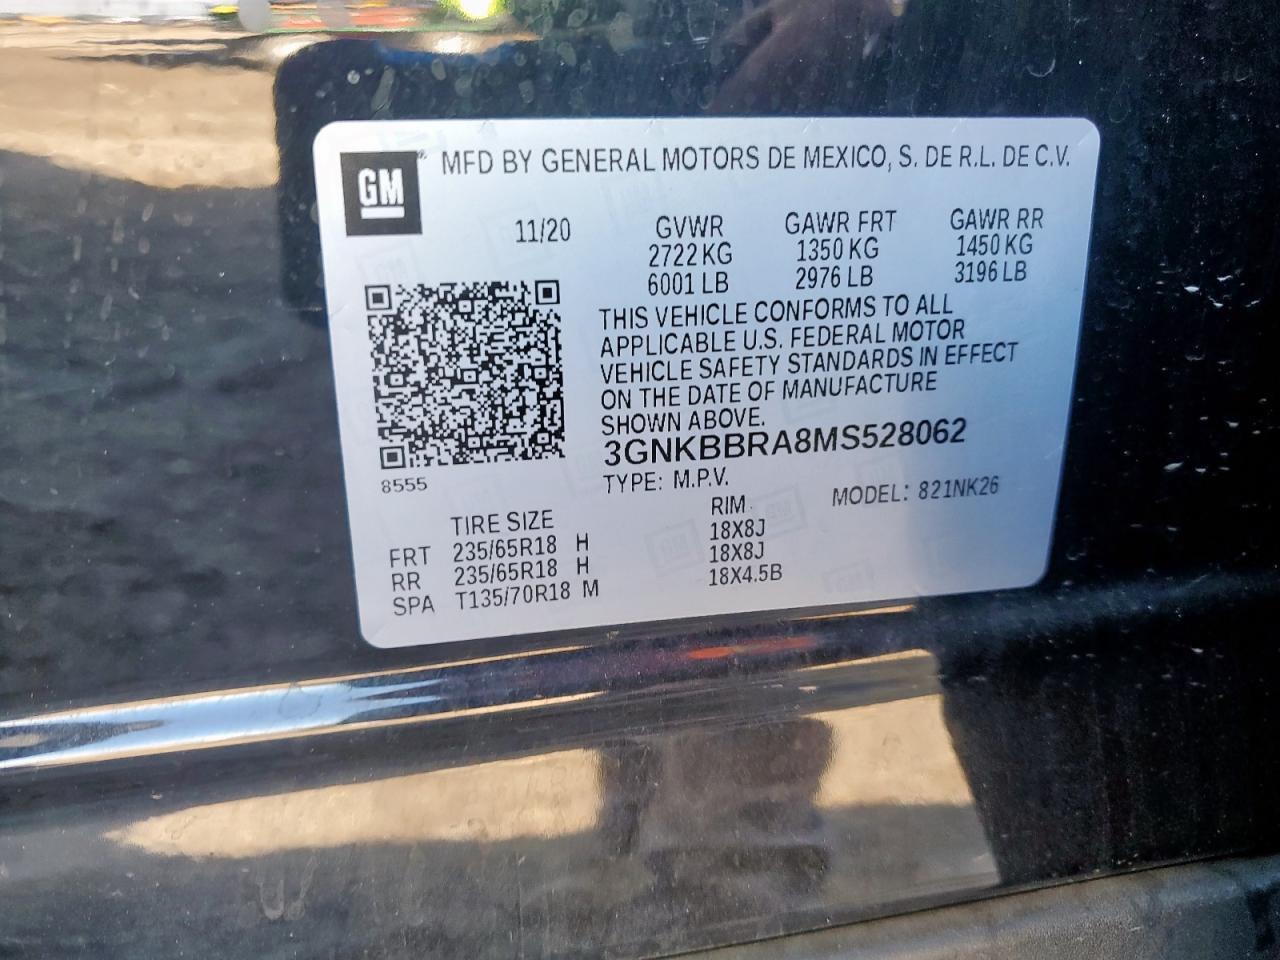 GM MFD BY GENERAL MOTORS DE MEXICO, S. DE R.L. DE C.V.
11/20 GVWR GAWR FRT GAWR RR
2722 KG 1350 KG 1450 KG
6001 LB 2976 LB 3196 LB
THIS VEHICLE CONFORMS TO ALL
APPLICABLE U.S. FEDERAL MOTOR
VEHICLE SAFETY STANDARDS IN EFFECT
ON THE DATE OF MANUFACTURE
SHOWN ABOVE.
3GNKBBRA8MS528062
8555
TYPE: M.P.V. MODEL: 821NK26
TIRE SIZE RIM
FRT 235/65R18 H 18X8J
RR 235/65R18 H 18X8J
SPA T135/70R18 M 18X4.5B